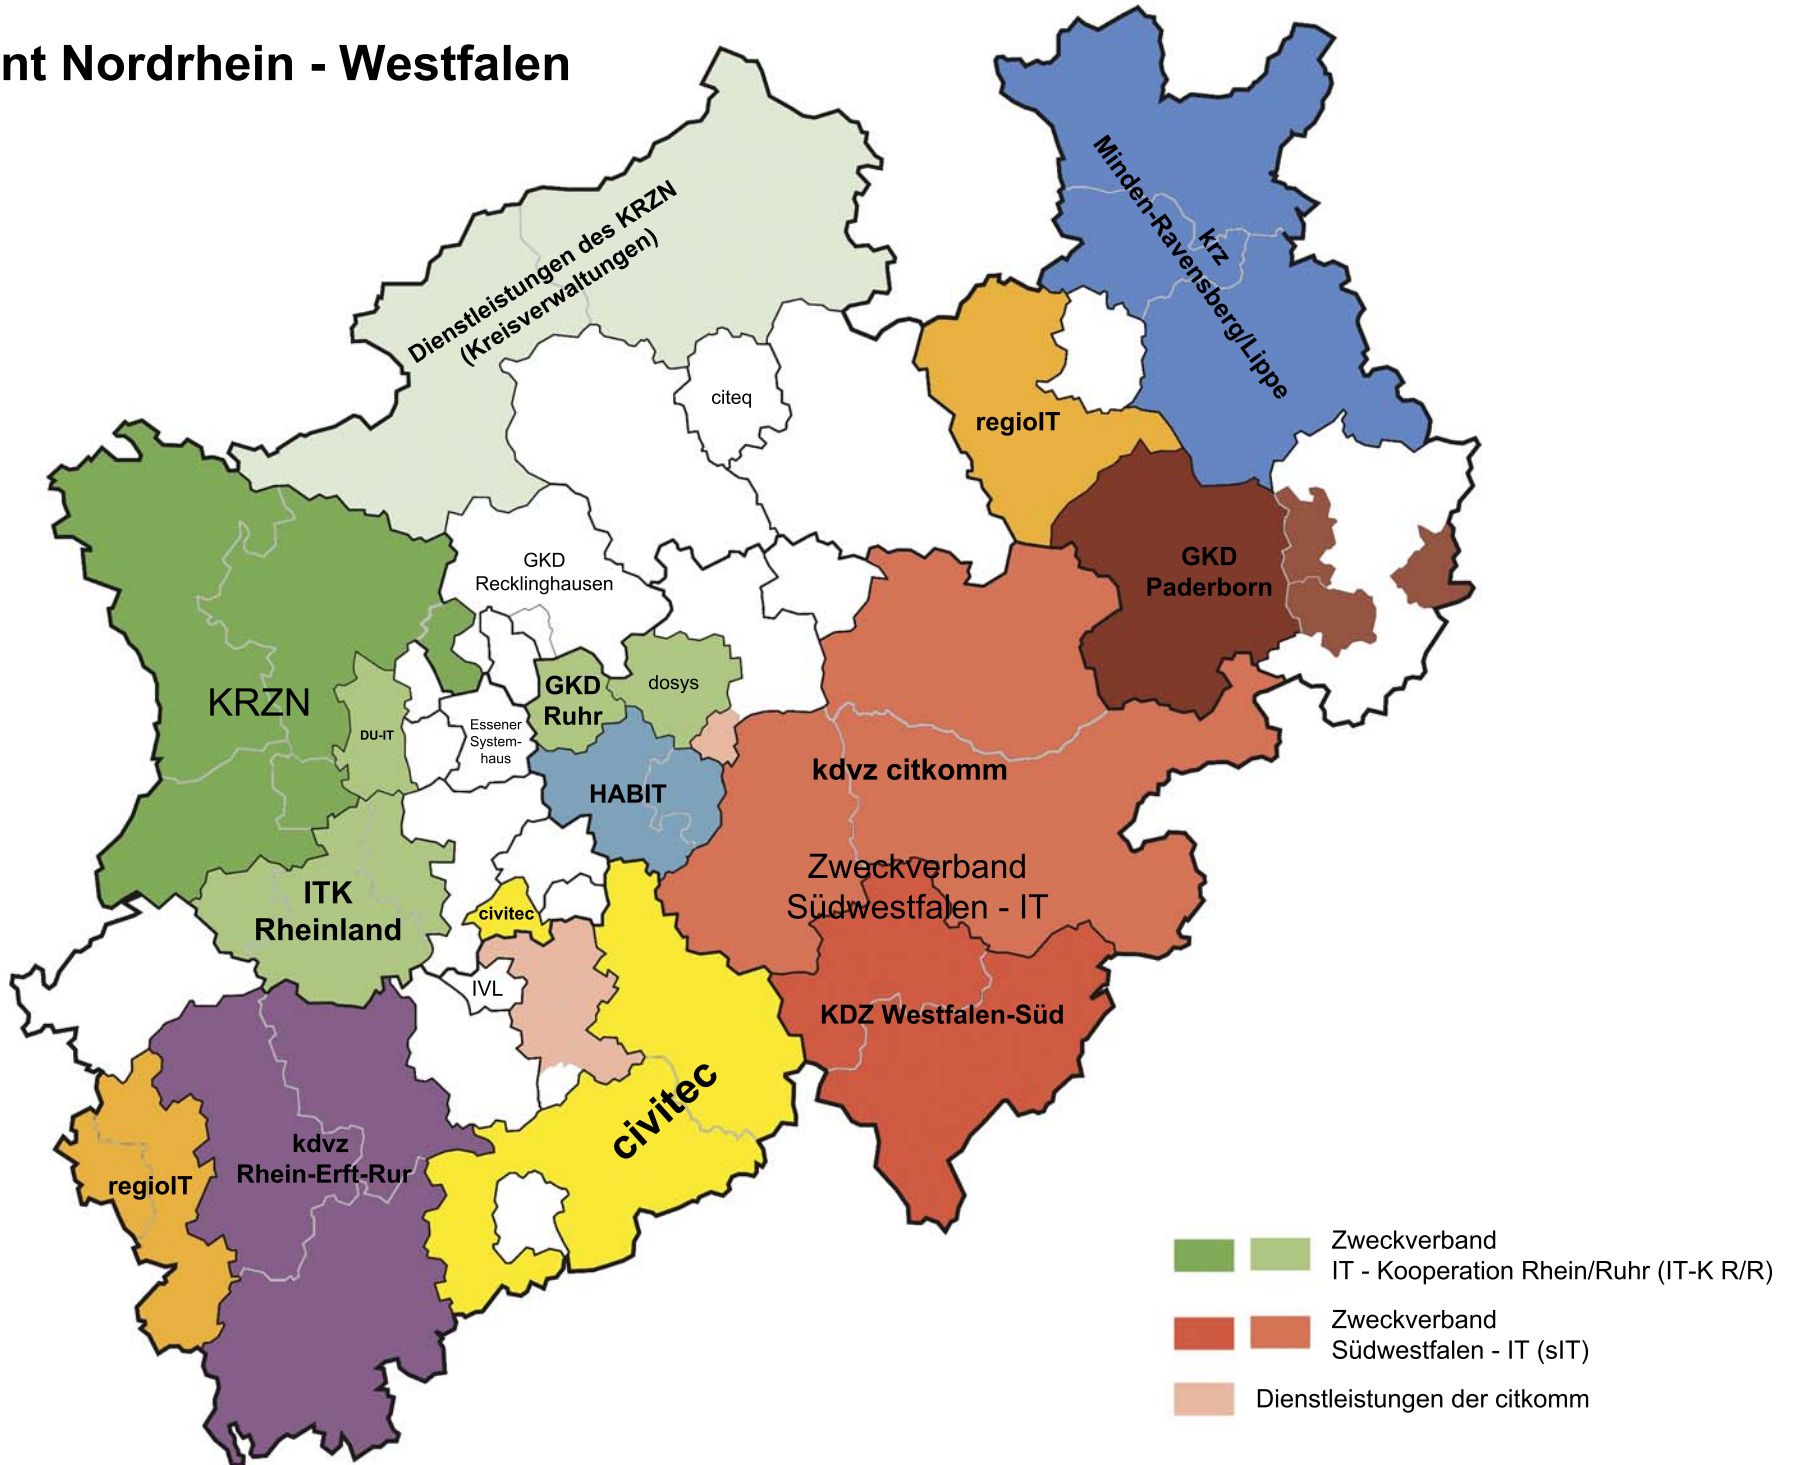 nt Nordrhein - Westfalen
Dienstleistungen des KRZN
(Kreisverwaltungen)
krz
Minden-Ravensberg/Lippe
citeq
regioIT
GKD
Recklinghausen
GKD
Paderborn
KRZN
DU-IT
Essener
System-
haus
GKD
Ruhr
dosys
HABIT
kdvz citkomm
Zweckverband
Südwestfalen - IT
ITK
Rheinland
civitec
IVL
KDZ Westfalen-Süd
civitec
kdvz
Rhein-Erft-Rur
regioIT
Zweckverband
IT - Kooperation Rhein/Ruhr (IT-K R/R)
Zweckverband
Südwestfalen - IT (sIT)
Dienstleistungen der citkomm